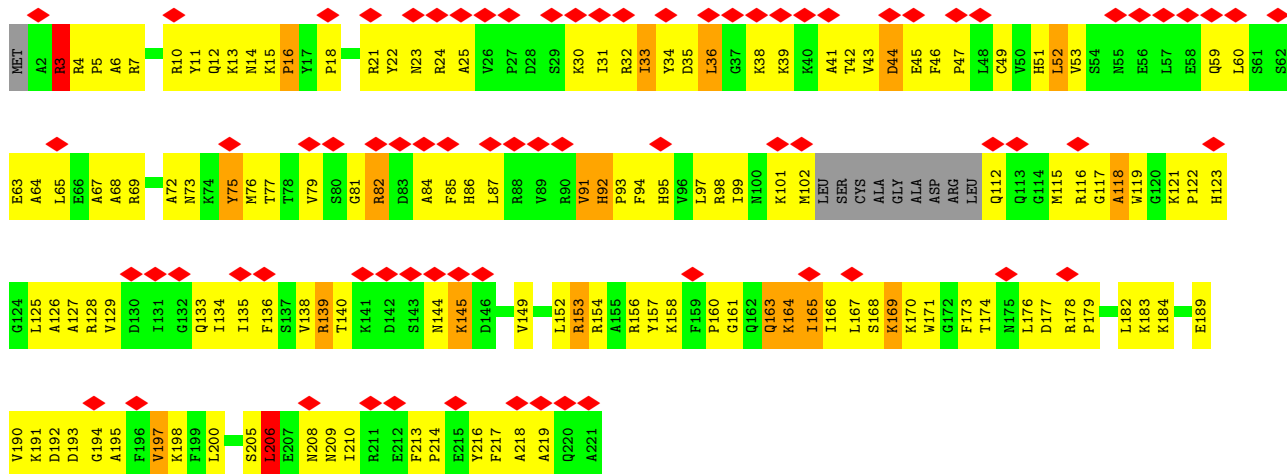 MET A2 R3 R4 P5 A6 R7 R10 Y11 Q12 K13 N14 K15 P16 Y17 P18 R21 Y22 N23 R24 A25 V26 P27 D28 S29 K30 I31 R32 I33 Y34 D35 L36 G37 K38 K39 K40 A41 T42 V43 D44 E45 F46 P47 L48 C49 V50 H51 L52 V53 S54 N55 E56 L57 E58 Q59 L60 S61 S62
E63 A64 L65 E66 A67 A68 R69 A72 N73 K74 Y75 M76 T77 T78 V79 S80 G81 R82 D83 A84 F85 H86 L87 R88 V89 R90 V91 H92 P93 F94 H95 V96 L97 R98 I99 N100 K101 M102 LEU SER CYS ALA GLY ALA ASP ARG LEU Q112 Q113 G114 M115 R116 G117 A118 W119 G120 K121 P122 H123
G124 L125 A126 A127 R128 V129 D130 I131 G132 Q133 I134 I135 F136 S137 V138 R139 T140 K141 D142 S143 N144 K145 D146 V149 L152 R153 R154 A155 R156 Y157 K158 F159 P160 G161 Q162 Q163 K164 I165 I166 L167 S168 K169 K170 W171 G172 F173 T174 N175 L176 D177 R178 P179 L182 K183 K184 E189
V190 K191 D192 D193 G194 A195 F196 V197 K198 F199 L200 S205 L206 E207 N208 N209 I210 R211 E212 F213 P214 E215 Y216 F217 A218 A219 Q220 A221